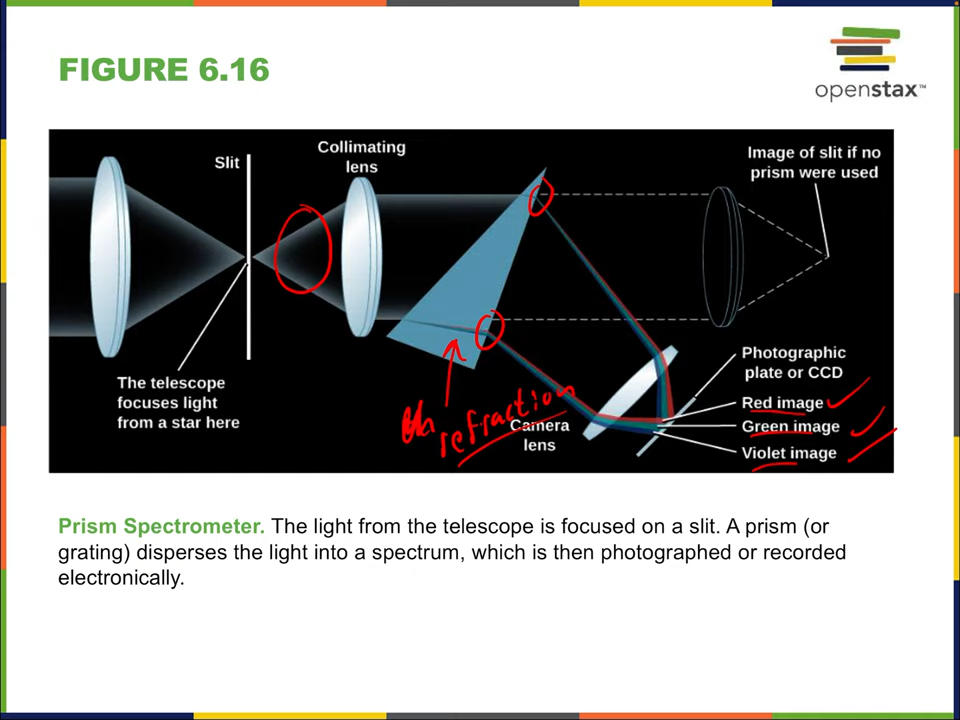 FIGURE 6.16
openstax™
Slit
Collimating
lens
Image of slit if no
prism were used
The telescope
focuses light
from a star here
refraction
Camera
lens
Photographic
plate or CCD
Red image
Green image
Violet image
Prism Spectrometer. The light from the telescope is focused on a slit. A prism (or
grating) disperses the light into a spectrum, which is then photographed or recorded
electronically.